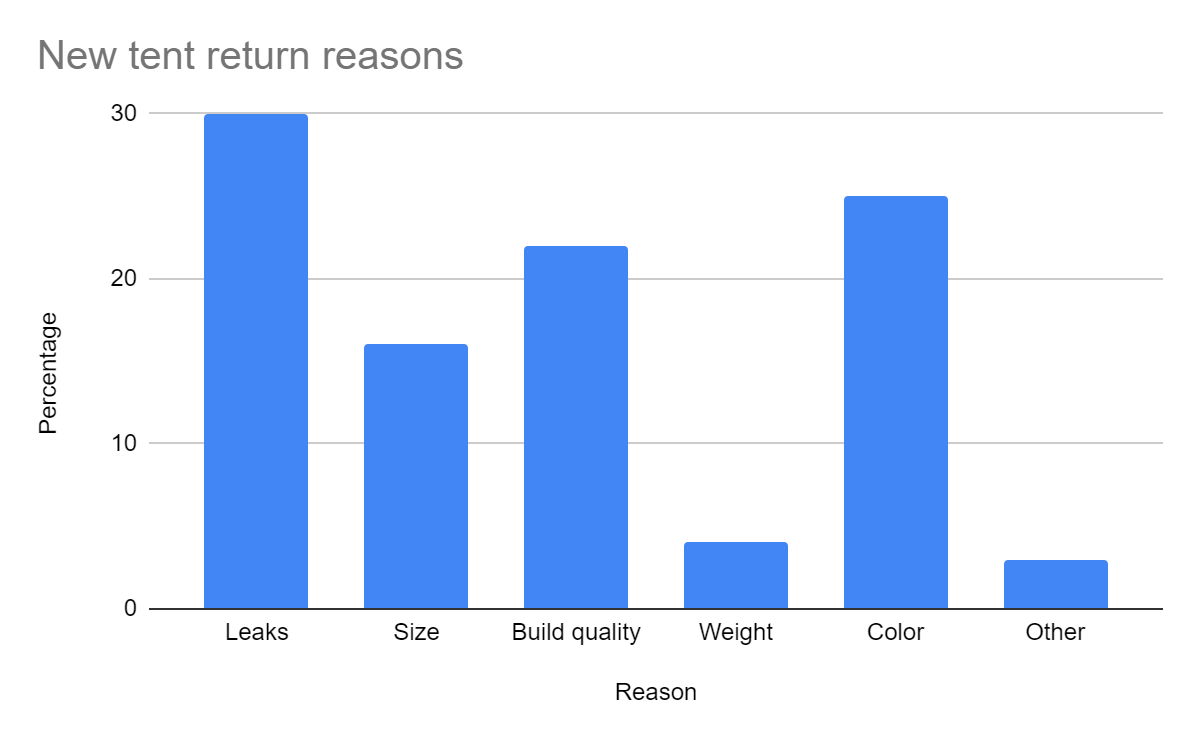 New tent return reasons
30
20
10
0
Percentage
Leaks
Size
Build quality
Weight
Color
Other
Reason